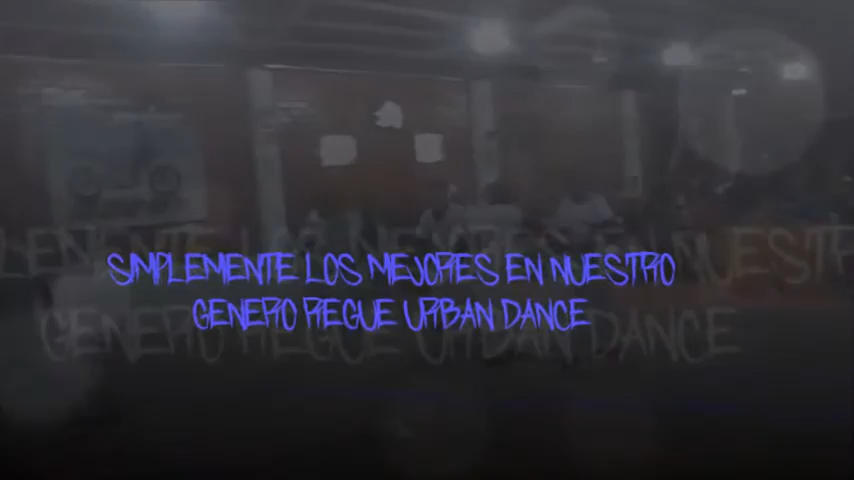 SIMPLEMENTE LOS MEJORES EN NUESTRO
GENERO REGUE URBAN DANCE